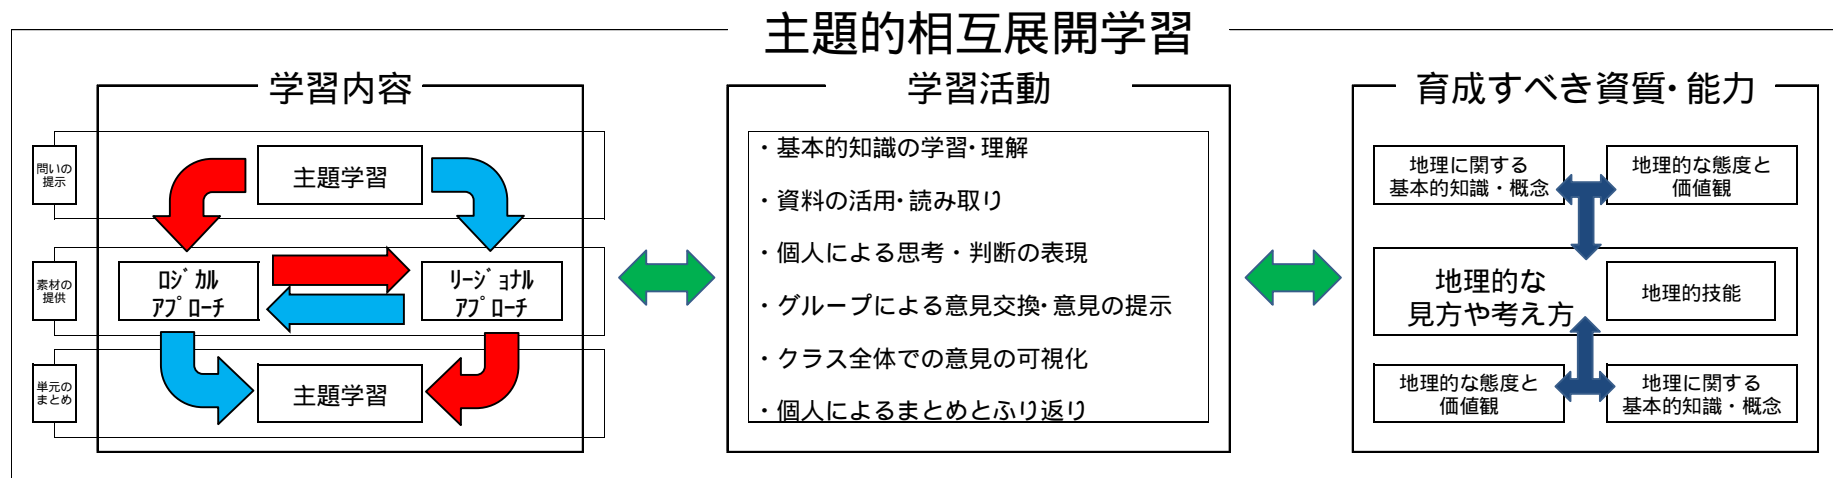 主題的相互展開学習
学習内容
問いの
提示
主題学習
素材の
提供
ﾛｼﾞｶﾙ
ｱﾌﾟﾛｰﾁ
ﾘｰｼﾞｮﾅﾙ
ｱﾌﾟﾛｰﾁ
単元の
まとめ
主題学習
学習活動
・基本的知識の学習・理解
・資料の活用・読み取り
・個人による思考・判断の表現
・グループによる意見交換・意見の提示
・クラス全体での意見の可視化
・個人によるまとめとふり返り
育成すべき資質・能力
地理に関する
基本的知識・概念
地理的な態度と
価値観
地理的な
見方や考え方
地理的技能
地理的な態度と
価値観
地理に関する
基本的知識・概念